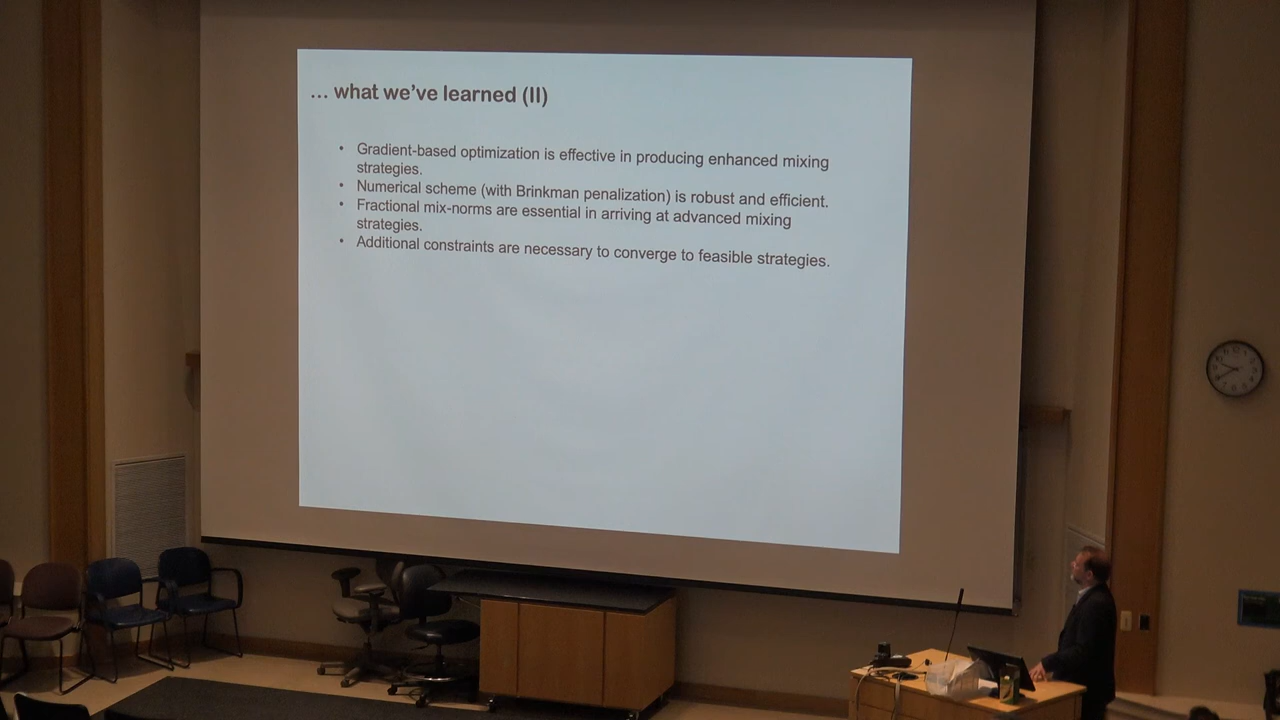 ... what we've learned (II)
• Gradient-based optimization is effective in producing enhanced mixing
strategies.
• Numerical scheme (with Brinkman penalization) is robust and efficient.
• Fractional mix-norms are essential in arriving at advanced mixing
strategies.
• Additional constraints are necessary to converge to feasible strategies.